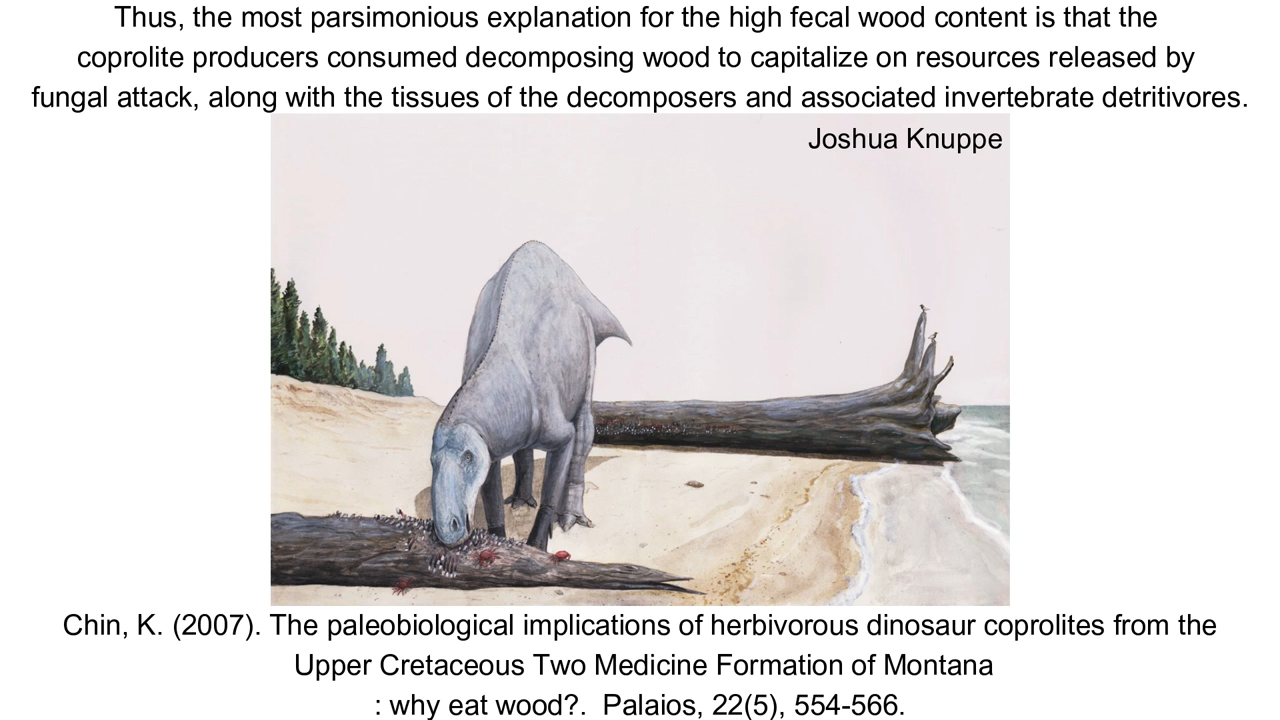 Thus, the most parsimonious explanation for the high fecal wood content is that the
coprolite producers consumed decomposing wood to capitalize on resources released by
fungal attack, along with the tissues of the decomposers and associated invertebrate detritivores.
Joshua Knuppe
Chin, K. (2007). The paleobiological implications of herbivorous dinosaur coprolites from the
Upper Cretaceous Two Medicine Formation of Montana
: why eat wood?.  Palaios, 22(5), 554-566.